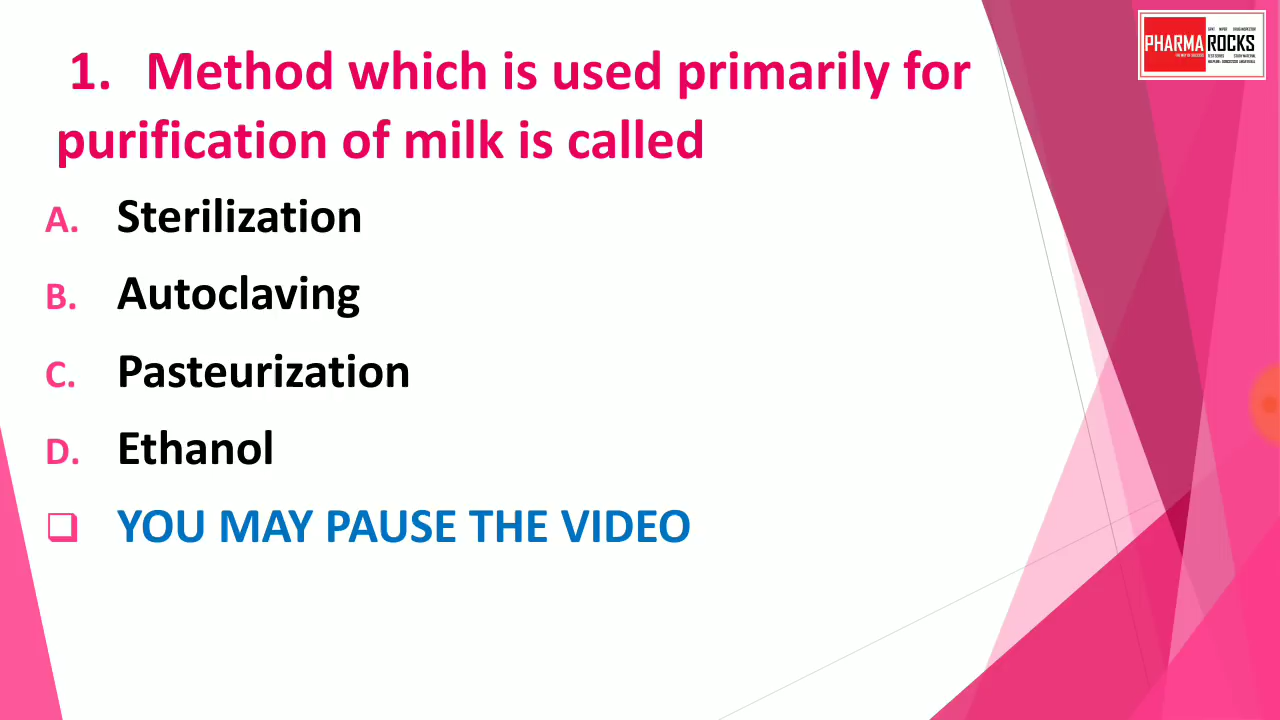 1. Method which is used primarily for
purification of milk is called
A. Sterilization
B. Autoclaving
C. Pasteurization
D. Ethanol
❑ YOU MAY PAUSE THE VIDEO
PHARMA ROCKS